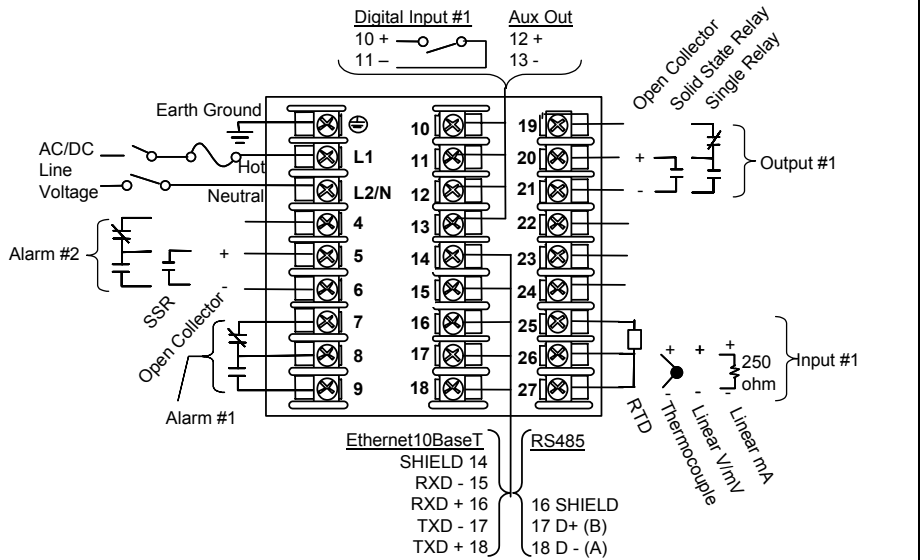 Digital Input #1
10 +
11 –
Aux Out
12 +
13 -
Open Collector
Solid State Relay
Single Relay
Earth Ground
AC/DC
Line
Voltage
Hot
Neutral
L1
L2/N
4
5
6
7
8
9
10
11
12
13
14
15
16
17
18
19
20
21
22
23
24
25
26
27
+
-
Output #1
Alarm #2
+
-
SSR
Open Collector
Alarm #1
Input #1
+
+
+
250
ohm
-
-
-
RTD
Thermocouple
Linear V/mV
Linear mA
Ethernet10BaseT
SHIELD 14
RXD - 15
RXD + 16
TXD - 17
TXD + 18
RS485
16 SHIELD
17 D+ (B)
18 D - (A)